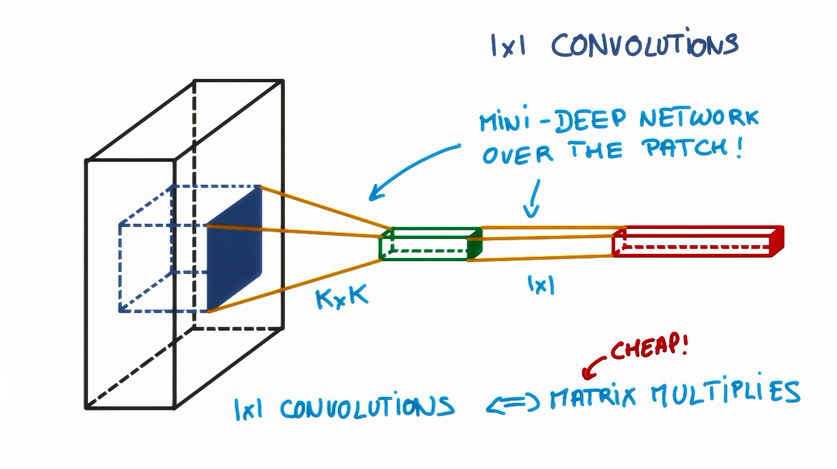 1x1 CONVOLUTIONS
MINI-DEEP NETWORK
OVER THE PATCH!
KxK
1x1
CHEAP!
1x1 CONVOLUTIONS <=> MATRIX MULTIPLIES